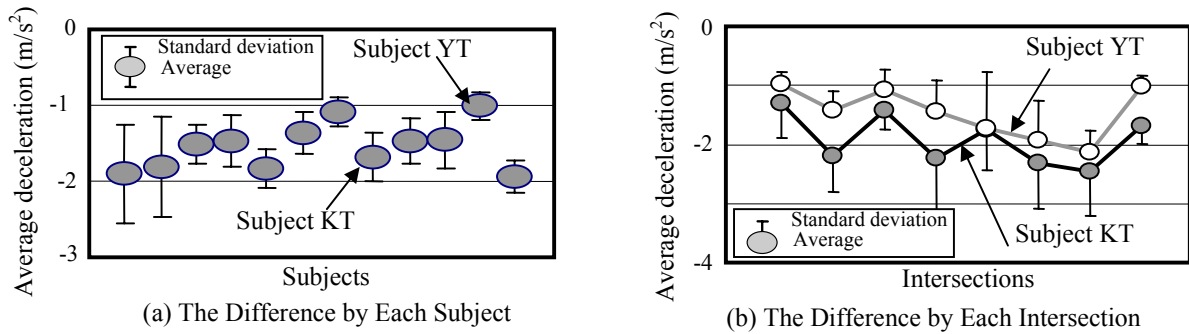 Average deceleration (m/s²)
0
-1
-2
-3
Standard deviation
Average
Subject YT
Subject KT
Subjects
(a) The Difference by Each Subject
Average deceleration (m/s²)
0
-2
-4
Subject YT
Standard deviation
Average
Subject KT
Intersections
(b) The Difference by Each Intersection